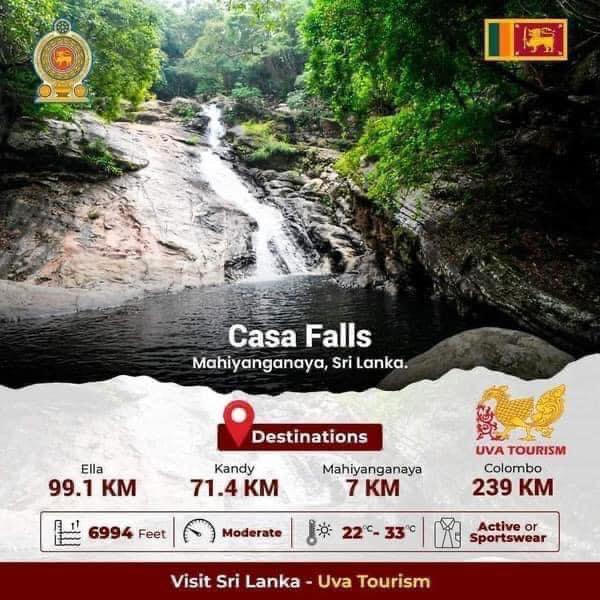 Casa Falls
Mahiyanganaya, Sri Lanka.
Destinations
UVA TOURISM
Ella
99.1 KM
Kandy
71.4 KM
Mahiyanganaya
7 KM
Colombo
239 KM
6994 Feet
Moderate
22°C- 33°C
Active or
Sportswear
Visit Sri Lanka - Uva Tourism